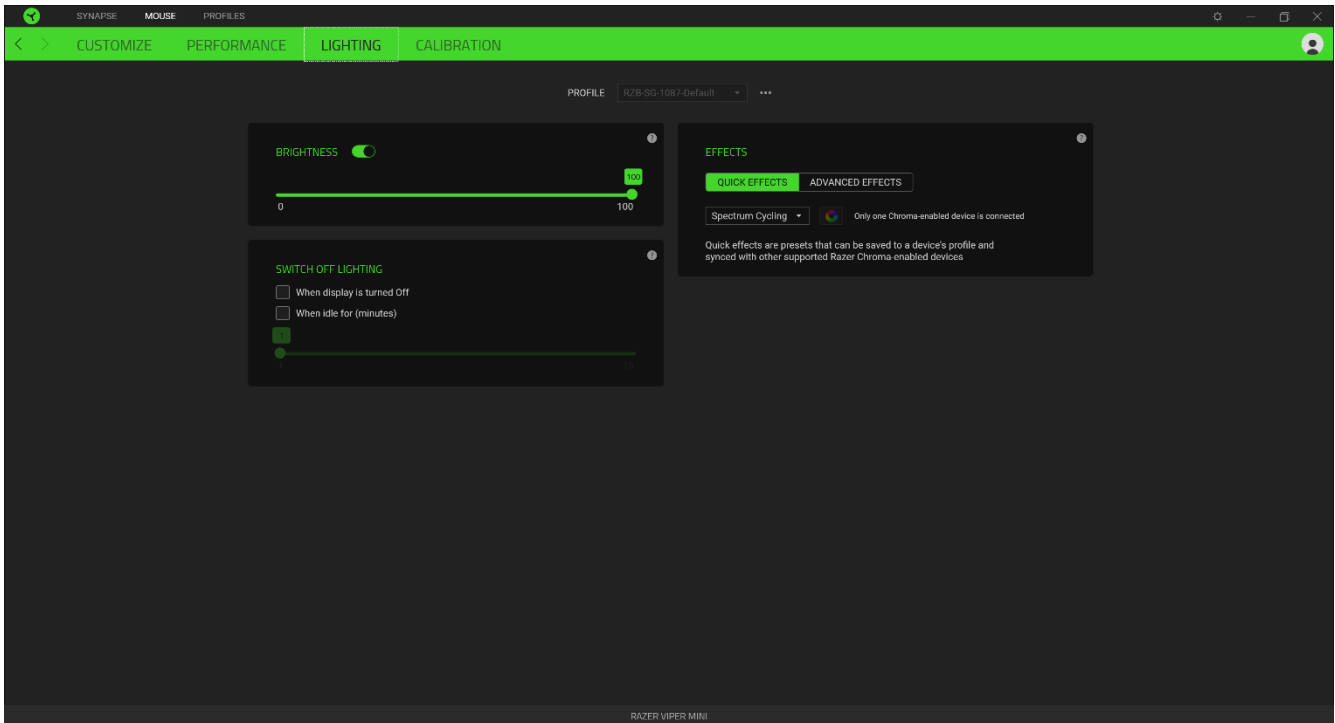 SYNAPSE MOUSE PROFILES
CUSTOMIZE PERFORMANCE LIGHTING CALIBRATION
PROFILE RZB-SG-1087-Default
BRIGHTNESS
100
0 100
SWITCH OFF LIGHTING
When display is turned Off
When idle for (minutes)
1
1 15
EFFECTS
QUICK EFFECTS ADVANCED EFFECTS
Spectrum Cycling Only one Chroma-enabled device is connected
Quick effects are presets that can be saved to a device's profile and
synced with other supported Razer Chroma-enabled devices
RAZER VIPER MINI